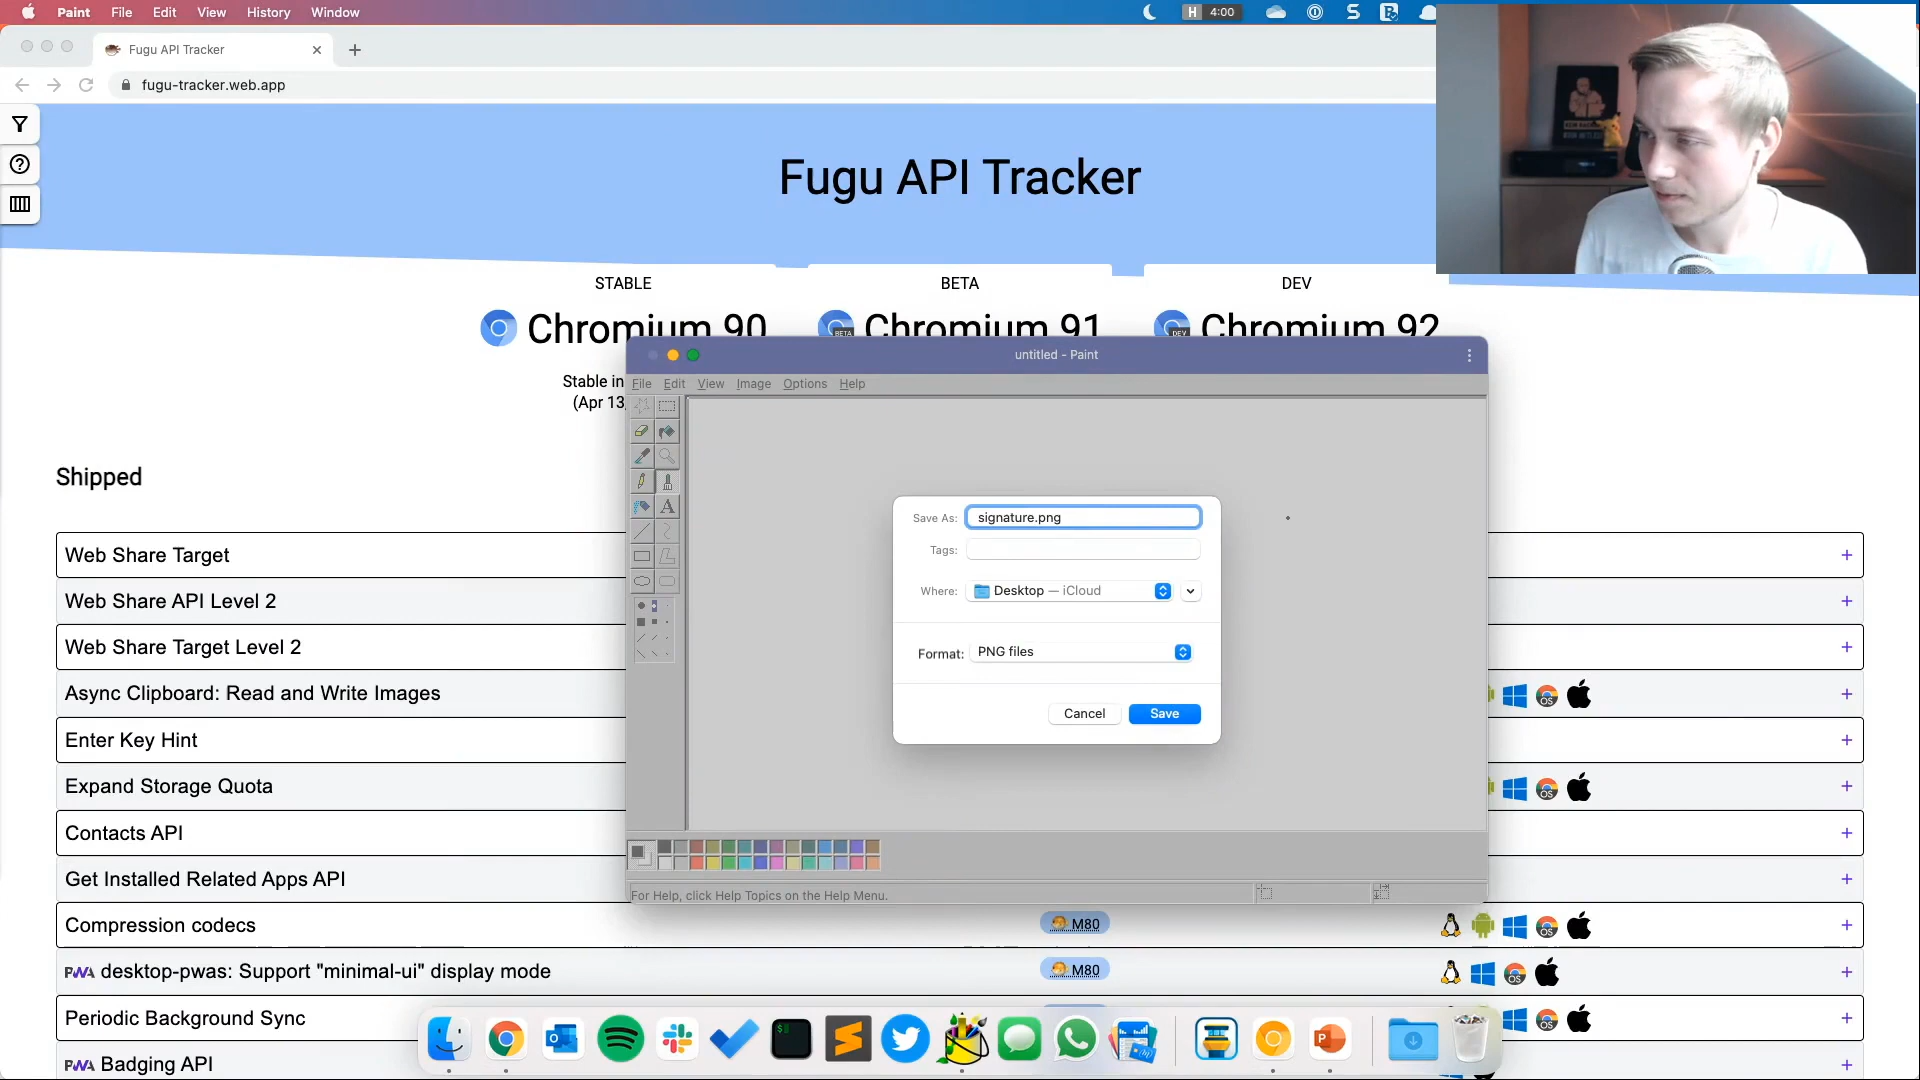 Paint File Edit View History Window
H 4:00
Fugu API Tracker
fugu-tracker.web.app
Fugu API Tracker
STABLE
BETA
DEV
Chromium 90
BETA
Chromium 91
DEV
Chromium 92
Stable in
(Apr 13,
untitled - Paint
File Edit View Image Options Help
Save As: signature.png
Tags:
Where: Desktop — iCloud
Format: PNG files
Cancel Save
For Help, click Help Topics on the Help Menu.
Shipped
Web Share Target
Web Share API Level 2
Web Share Target Level 2
Async Clipboard: Read and Write Images
Enter Key Hint
Expand Storage Quota
Contacts API
Get Installed Related Apps API
Compression codecs
M80
PWA desktop-pwas: Support "minimal-ui" display mode
M80
Periodic Background Sync
PWA Badging API